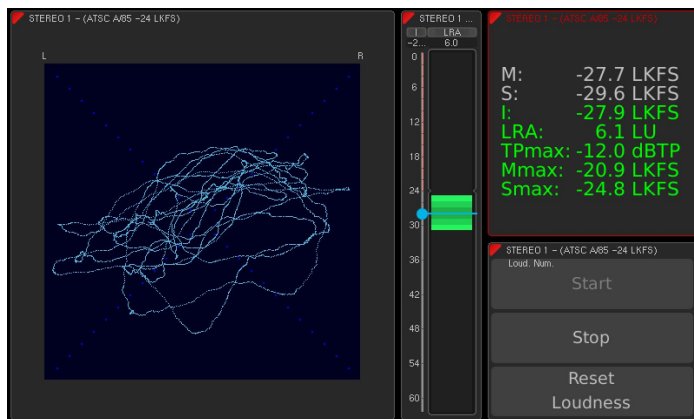 STEREO 1 - (ATSC A/85 -24 LKFS)
L R
STEREO 1 ...
I LRA
-2... 6.0
0
6
12
18
24
30
36
42
48
54
60
STEREO 1 - (ATSC A/85 -24 LKFS)
M: -27.7 LKFS
S: -29.6 LKFS
I: -27.9 LKFS
LRA: 6.1 LU
TPmax: -12.0 dBTP
Mmax: -20.9 LKFS
Smax: -24.8 LKFS
STEREO 1 - (ATSC A/85 -24 LKFS)
Loud. Num.
Start
Stop
Reset
Loudness